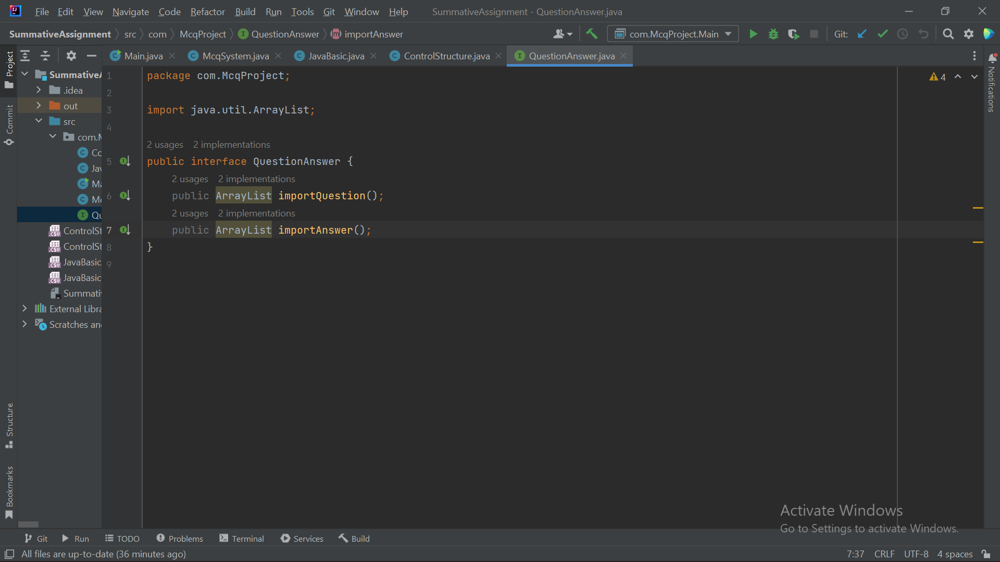 File Edit View Navigate Code Refactor Build Run Tools Git Window Help SummativeAssignment - QuestionAnswer.java
SummativeAssignment src com McqProject QuestionAnswer importAnswer com.McqProject.Main Git:
Project
Main.java McqSystem.java JavaBasic.java ControlStructure.java QuestionAnswer.java
Notifications
Commit
Structure
Bookmarks
SummativeA
.idea
out
src
com.M
Co
Jav
Ma
Mc
Qu
ControlSt
ControlSt
JavaBasic
JavaBasic
Summativ
External Libra
Scratches an
1 package com.McqProject;
4
2
3 import java.util.ArrayList;
4
2 usages 2 implementations
5 public interface QuestionAnswer {
2 usages 2 implementations
6 public ArrayList importQuestion();
2 usages 2 implementations
7 public ArrayList importAnswer();
8 }
9
Activate Windows
Go to Settings to activate Windows.
Git Run TODO Problems Terminal Services Build
All files are up-to-date (36 minutes ago) 7:37 CRLF UTF-8 4 spaces